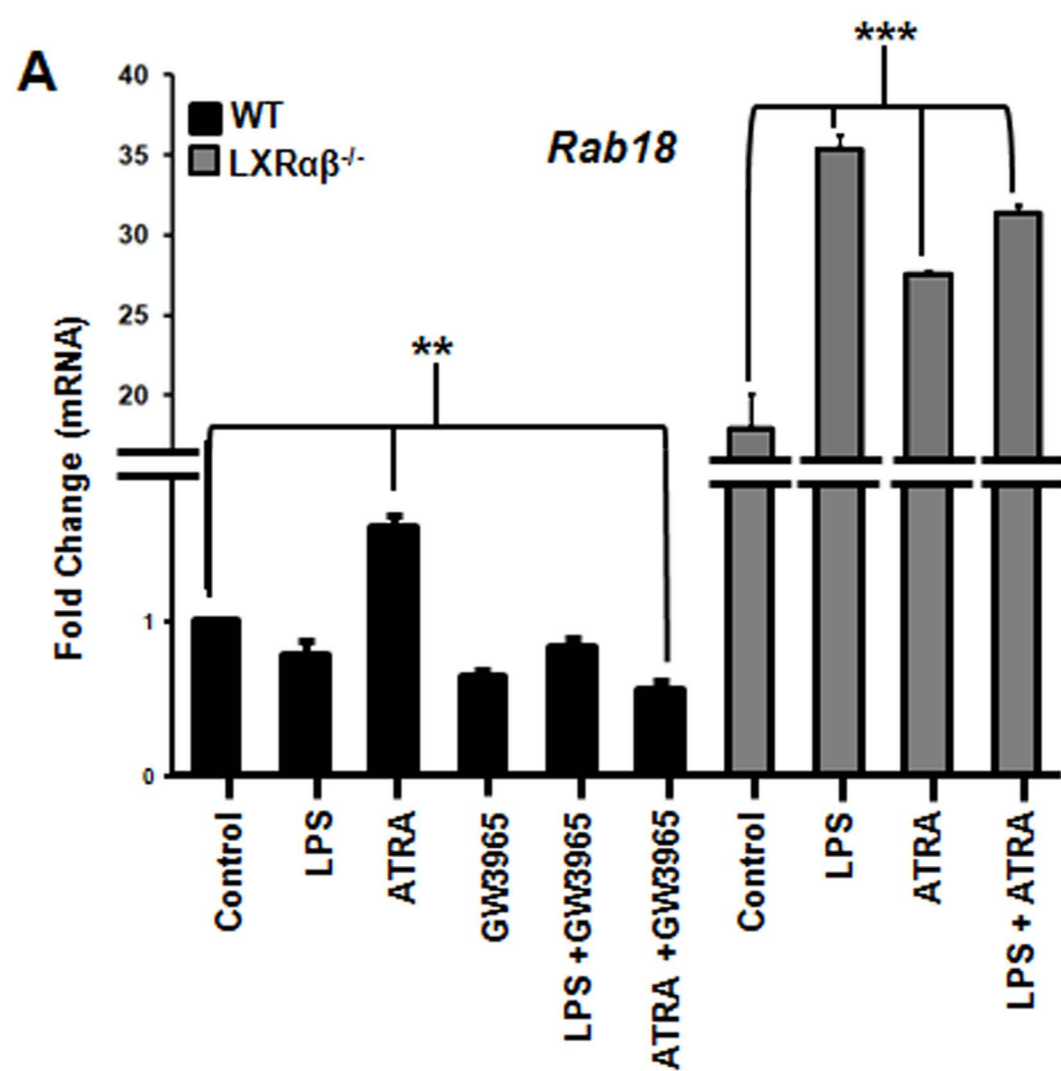 A
***
40
WT
LXRαβ-/-
Rab18
35
30
25
20
**
1
0
Fold Change (mRNA)
Control
LPS
ATRA
GW3965
LPS +GW3965
ATRA +GW3965
Control
LPS
ATRA
LPS + ATRA